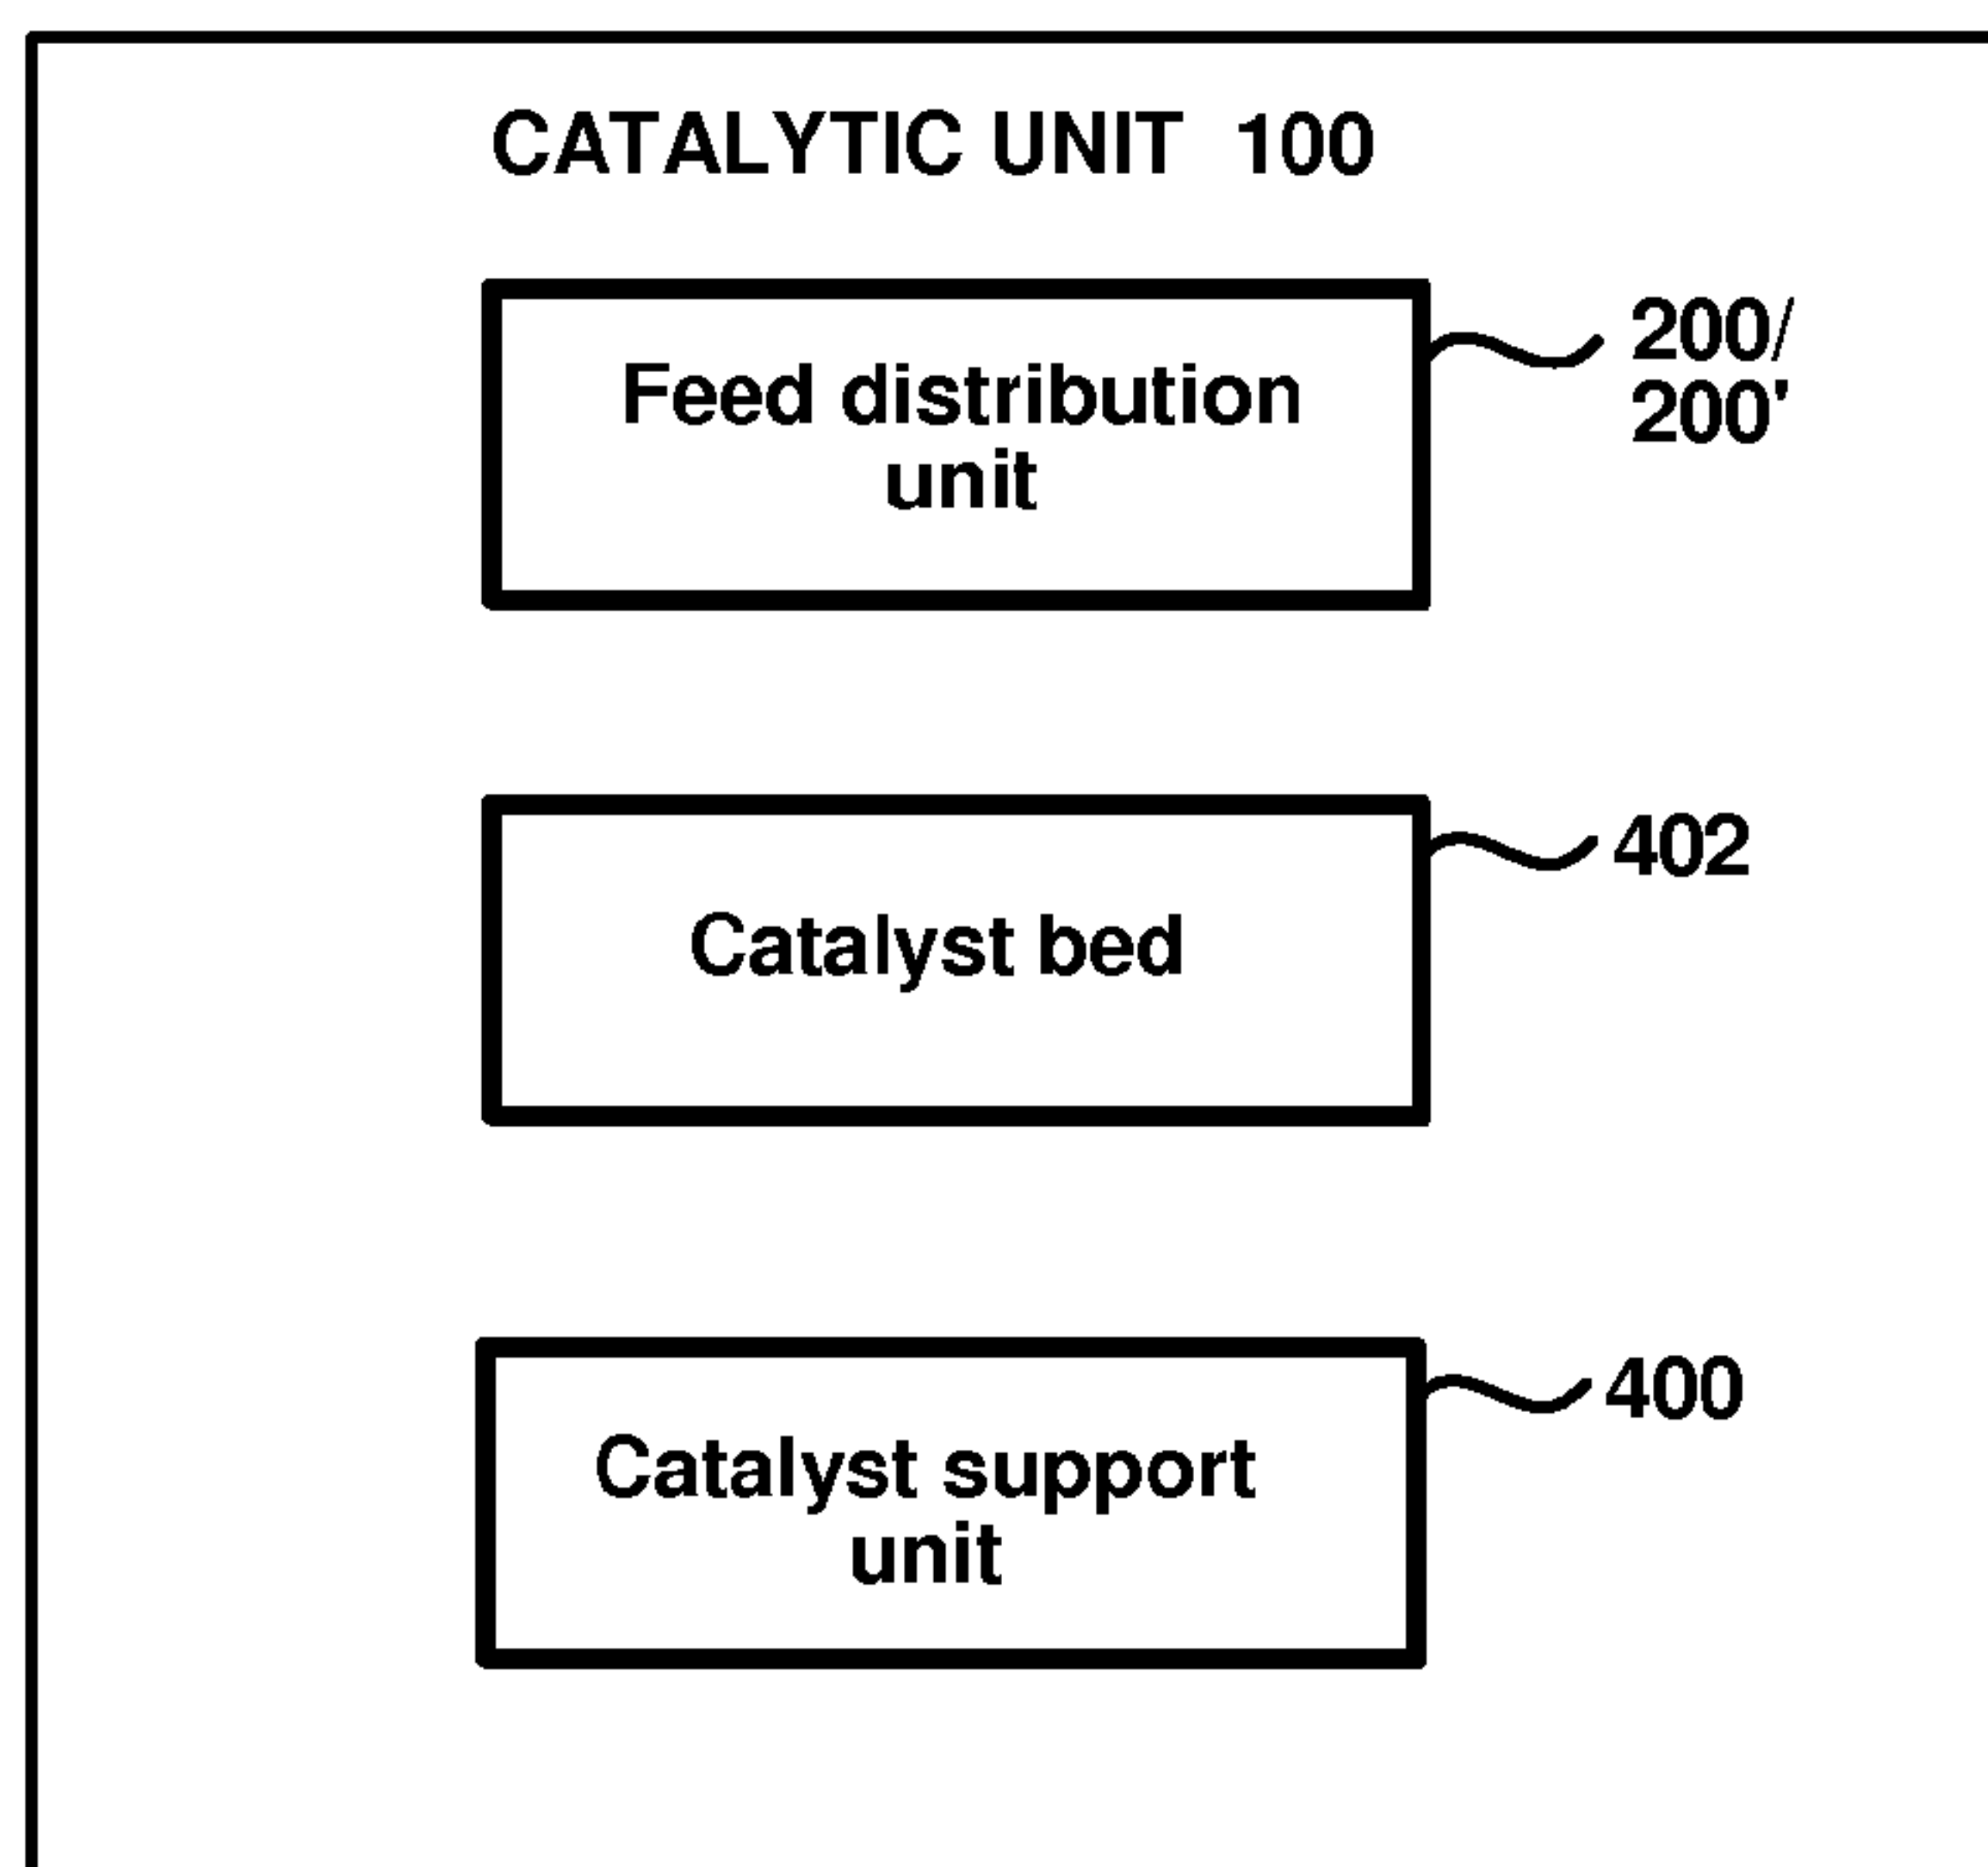 CATALYTIC UNIT 100
Feed distribution
unit
200/
200'
Catalyst bed
402
Catalyst support
unit
400